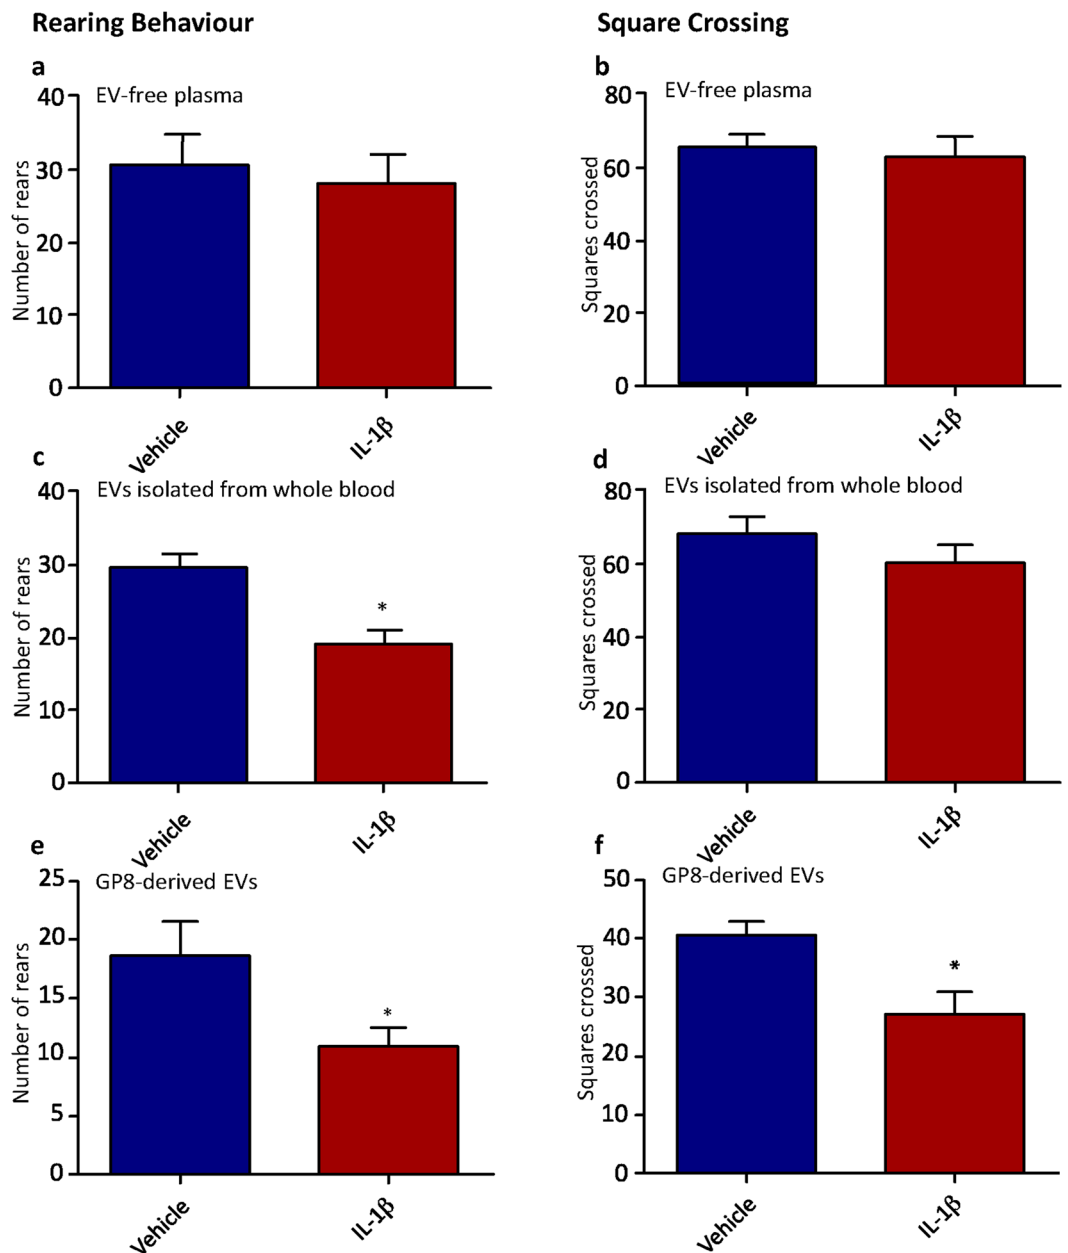 Rearing Behaviour
Square Crossing
a
EV-free plasma
40
30
20
10
0
Number of rears
Vehicle
IL-1β
b
EV-free plasma
80
60
40
20
0
Squares crossed
Vehicle
IL-1β
c
EVs isolated from whole blood
40
30
20
10
0
Number of rears
*
Vehicle
IL-1β
d
EVs isolated from whole blood
80
60
40
20
0
Squares crossed
Vehicle
IL-1β
e
GP8-derived EVs
25
20
15
10
5
0
Number of rears
*
Vehicle
IL-1β
f
GP8-derived EVs
50
40
30
20
10
0
Squares crossed
*
Vehicle
IL-1β